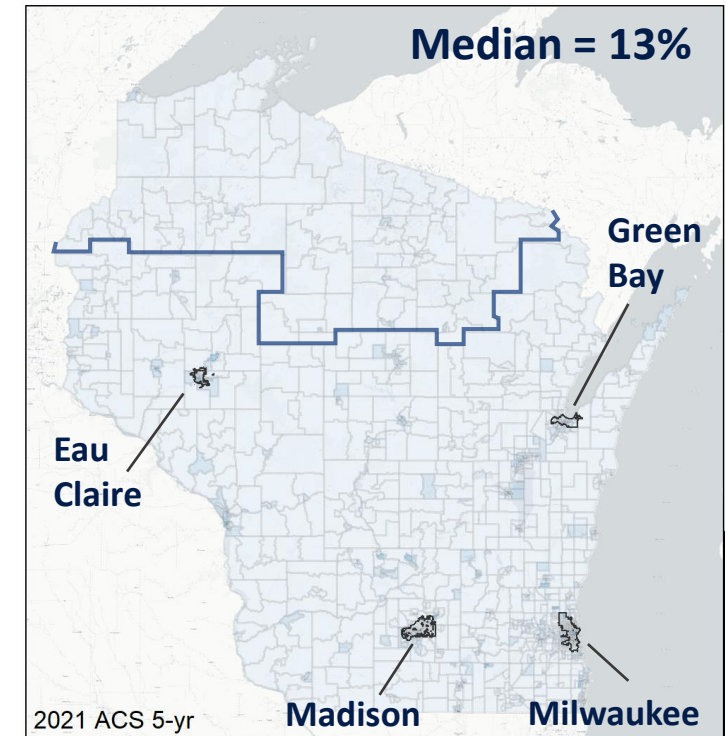 Median = 13%
Green
Bay
Eau
Claire
2021 ACS 5-yr
Madison
Milwaukee